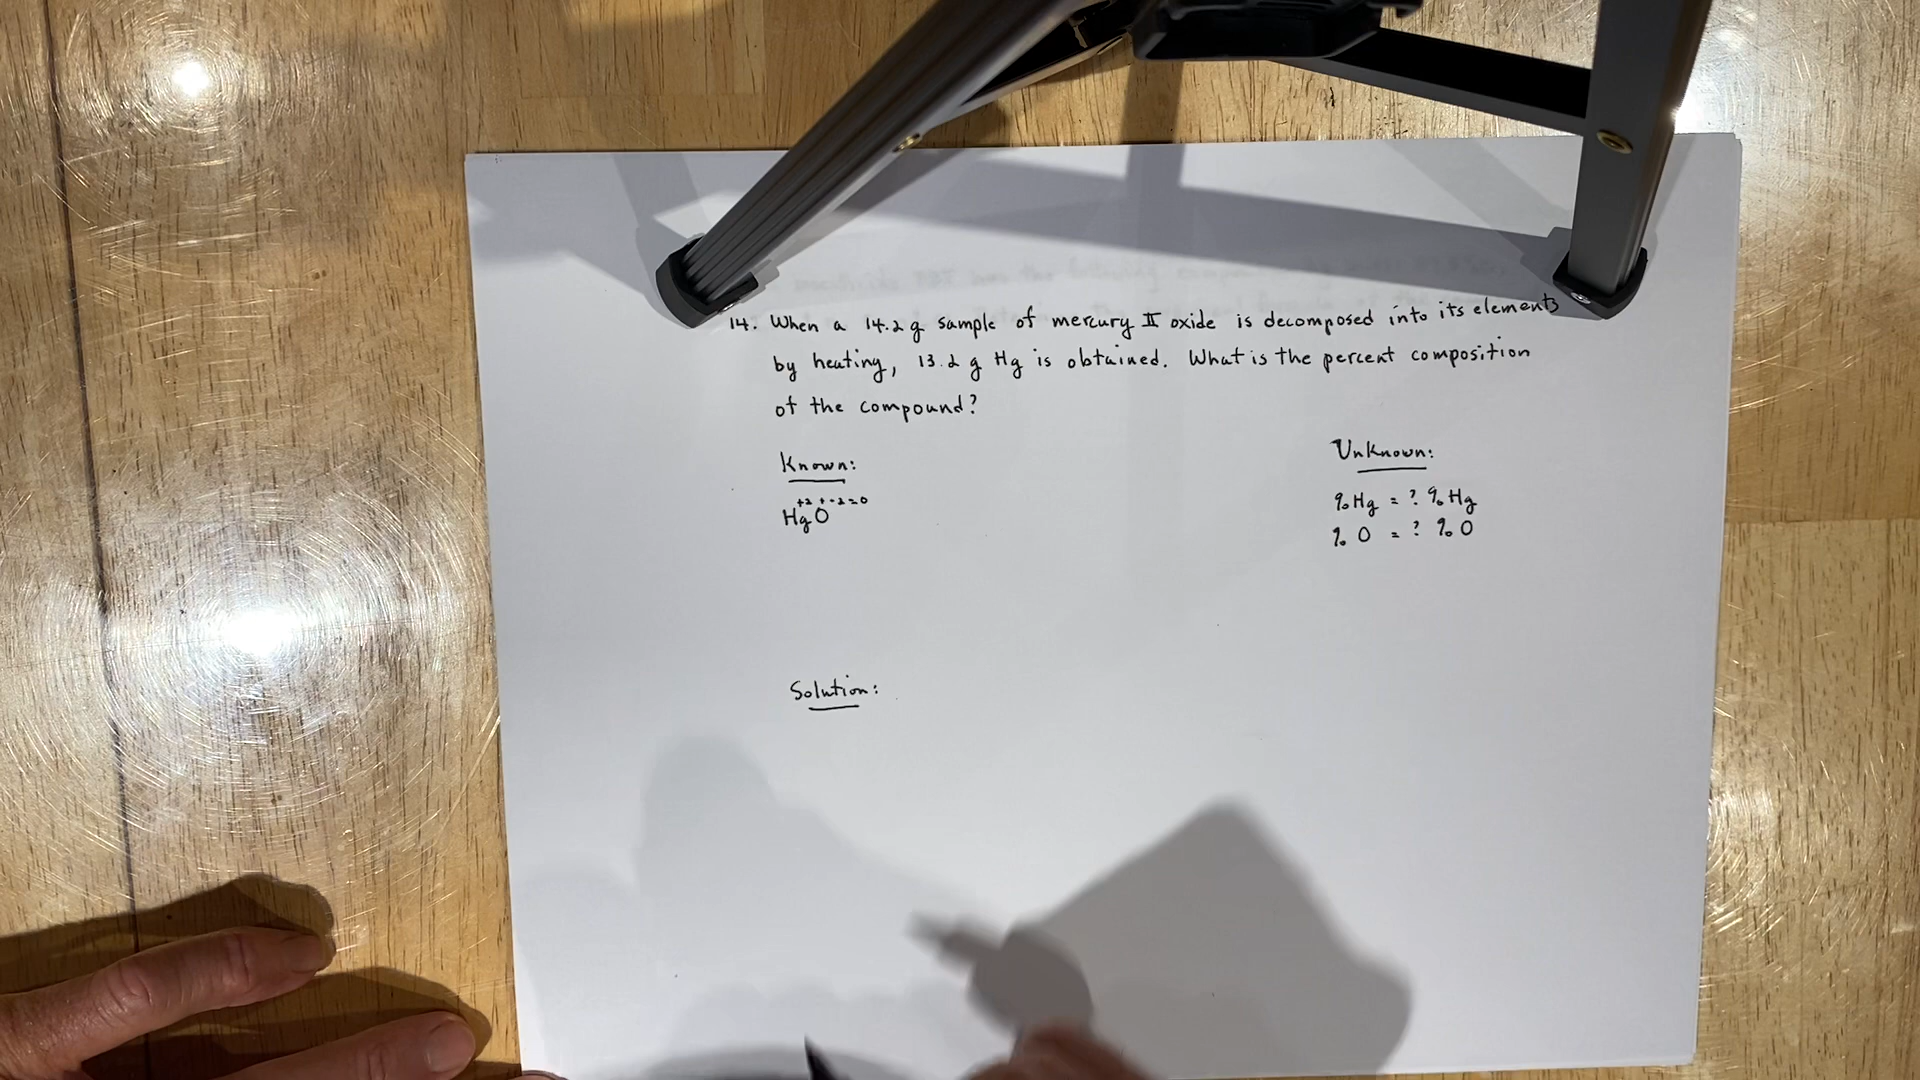 14. When a 14.2 g sample of mercury II oxide is decomposed into its elements
by heating, 13.2 g Hg is obtained. What is the percent composition
of the compound?
Known:
+2 + -2 = 0
HgO
Unknown:
% Hg = ? % Hg
% O = ? % O
Solution: